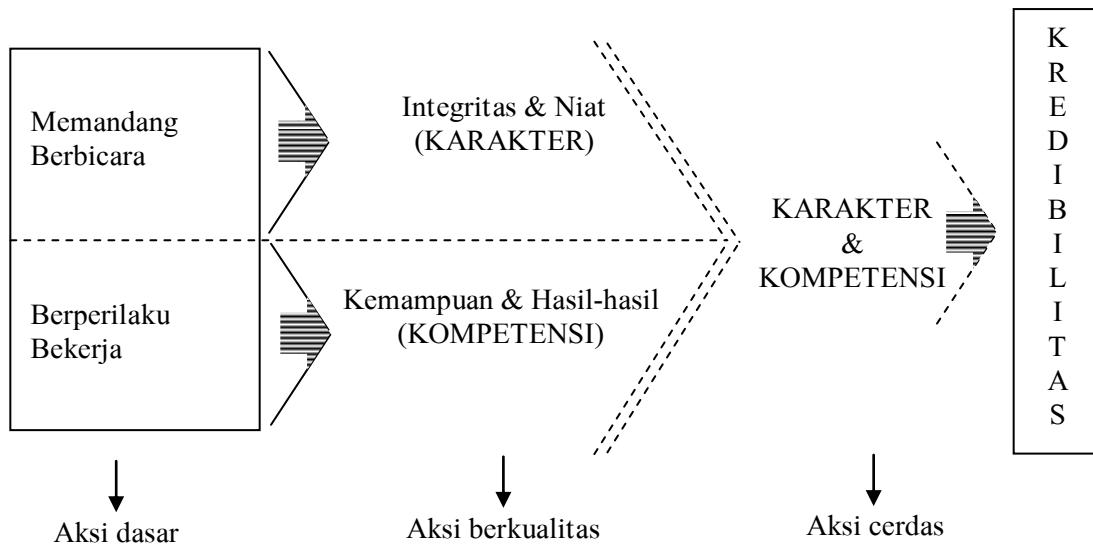 Memandang
Berbicara
Berperilaku
Bekerja
Integritas & Niat
(KARAKTER)
Kemampuan & Hasil-hasil
(KOMPETENSI)
KARAKTER
&
KOMPETENSI
K
R
E
D
I
B
I
L
I
T
A
S
Aksi dasar
Aksi berkualitas
Aksi cerdas